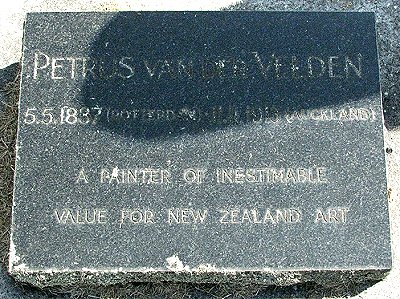 PETRUS VAN DER VELDEN
5.5.1837 (ROTTERDAM) - 11.11.1913 (AUCKLAND)
A PAINTER OF INESTIMABLE
VALUE FOR NEW ZEALAND ART